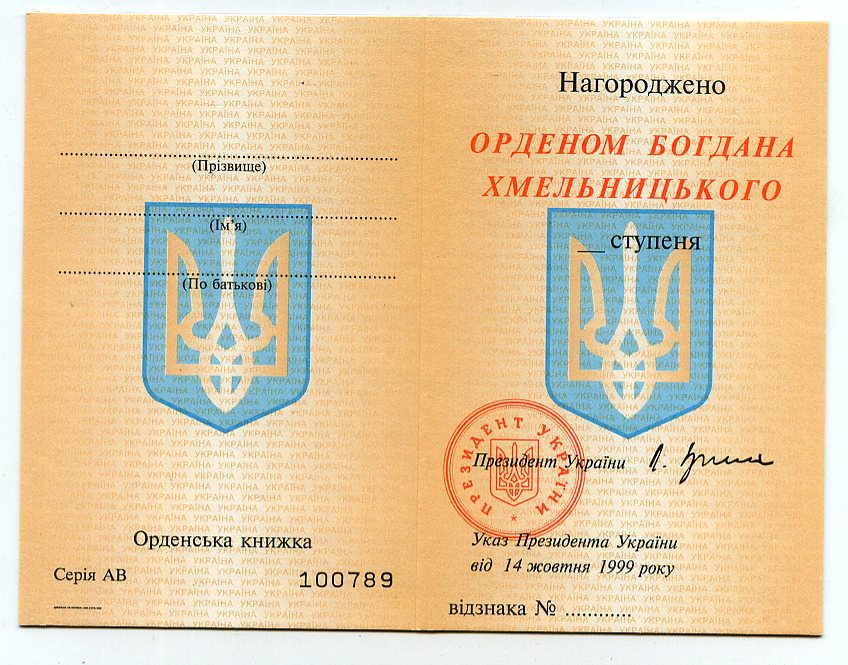 (Прізвище)
(Ім’я)
(По батькові)
Орденська книжка
Серія АВ 100789
Нагороджено
ОРДЕНОМ БОГДАНА
ХМЕЛЬНИЦЬКОГО
__ ступеня
ПРЕЗИДЕНТ УКРАЇНИ
Президент України
Указ Президента України
від 14 жовтня 1999 року
відзнака № .............